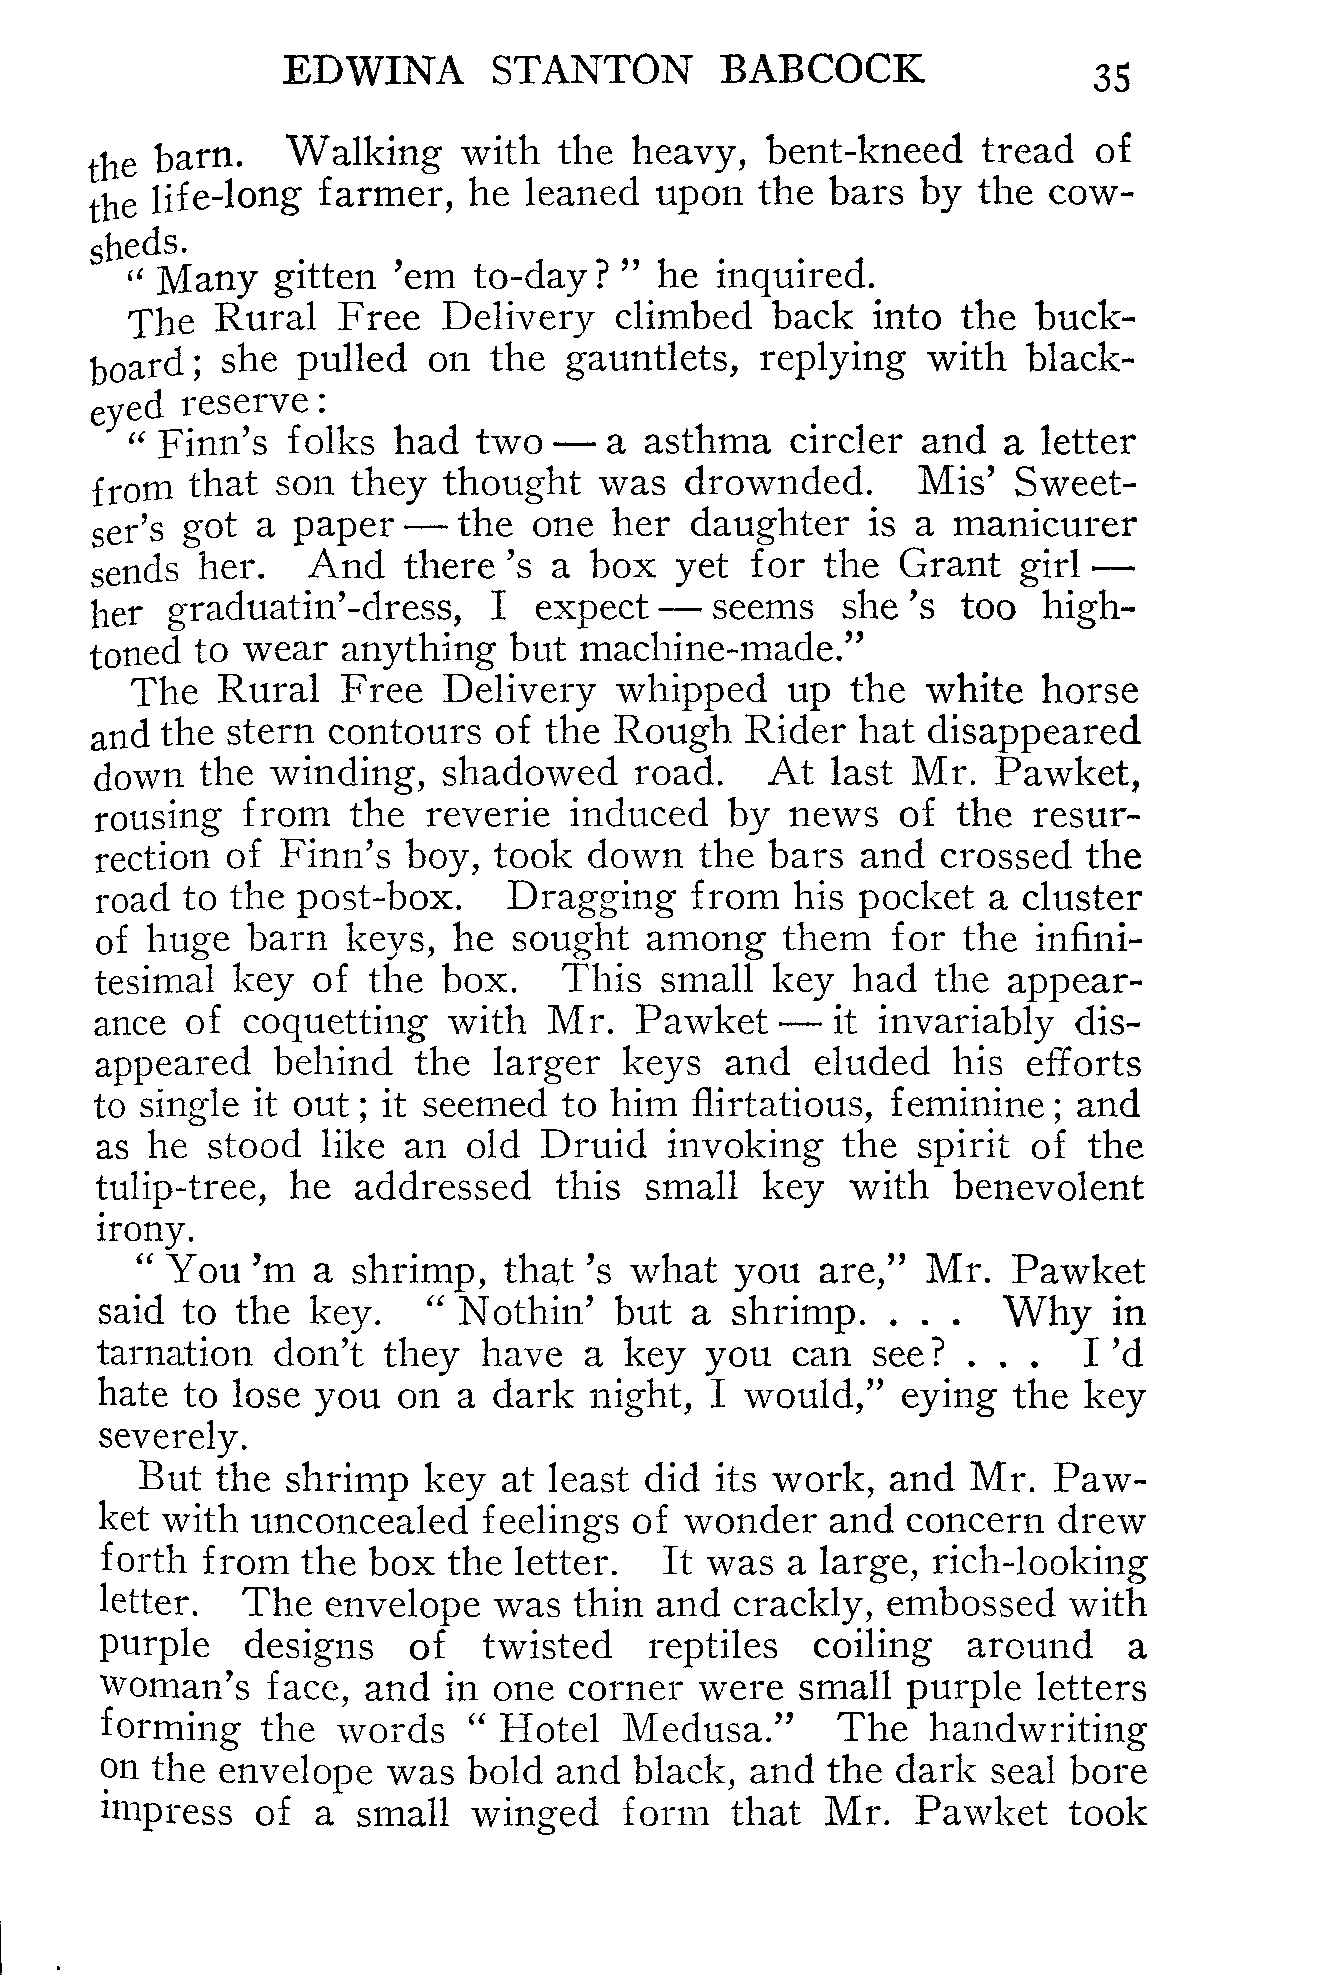 EDWINA STANTON BABCOCK 35
the barn. Walking with the heavy, bent-kneed tread of
the life-long farmer, he leaned upon the bars by the cow-
sheds.
“ Many gitten ’em to-day? ” he inquired.
The Rural Free Delivery climbed back into the buck-
board; she pulled on the gauntlets, replying with black-
eyed reserve:
“ Finn’s folks had two — a asthma circler and a letter
from that son they thought was drownded. Mis’ Sweet-
ser’s got a paper — the one her daughter is a manicurer
sends her. And there ’s a box yet for the Grant girl —
her graduatin’-dress, I expect — seems she ’s too high-
toned to wear anything but machine-made.”
The Rural Free Delivery whipped up the white horse
and the stern contours of the Rough Rider hat disappeared
down the winding, shadowed road. At last Mr. Pawket,
rousing from the reverie induced by news of the resur-
rection of Finn’s boy, took down the bars and crossed the
road to the post-box. Dragging from his pocket a cluster
of huge barn keys, he sought among them for the infini-
tesimal key of the box. This small key had the appear-
ance of coquetting with Mr. Pawket — it invariably dis-
appeared behind the larger keys and eluded his efforts
to single it out; it seemed to him flirtatious, feminine; and
as he stood like an old Druid invoking the spirit of the
tulip-tree, he addressed this small key with benevolent
irony.
“ You ’m a shrimp, that ’s what you are,” Mr. Pawket
said to the key. “ Nothin’ but a shrimp. . . . Why in
tarnation don’t they have a key you can see? . . . I ’d
hate to lose you on a dark night, I would,” eying the key
severely.
But the shrimp key at least did its work, and Mr. Paw-
ket with unconcealed feelings of wonder and concern drew
forth from the box the letter. It was a large, rich-looking
letter. The envelope was thin and crackly, embossed with
purple designs of twisted reptiles coiling around a
woman’s face, and in one corner were small purple letters
forming the words “ Hotel Medusa.” The handwriting
on the envelope was bold and black, and the dark seal bore
impress of a small winged form that Mr. Pawket took